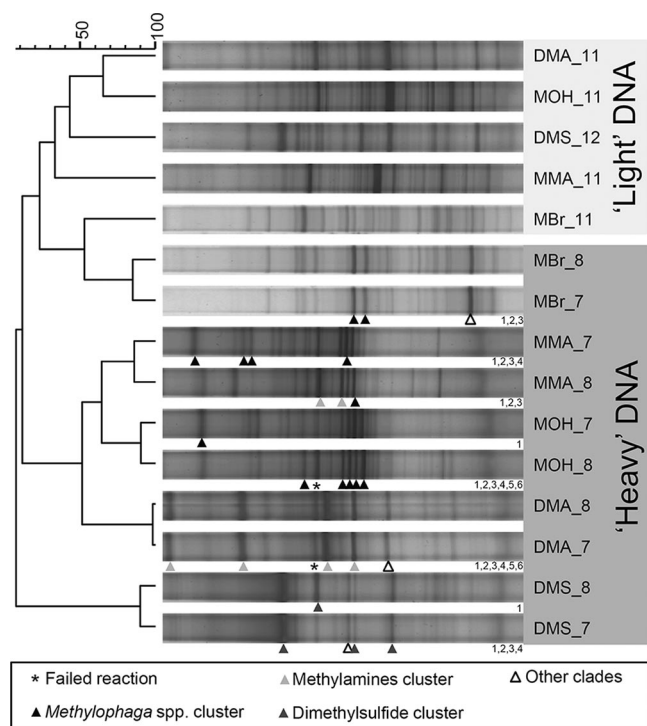 100
DMA_11
MOH_11
DMS_12
MMA_11
MBr_11
'Light' DNA
MBr_8
MBr_7
1,2,3
MMA_7
1,2,3,4
MMA_8
1,2,3
MOH_7
1
MOH_8
* 1,2,3,4,5,6
DMA_8
DMA_7
* 1,2,3,4,5,6
DMS_8
1
DMS_7
1,2,3,4
'Heavy' DNA
* Failed reaction
Methylamines cluster
Other clades
Methylophaga spp. cluster
Dimethylsulfide cluster